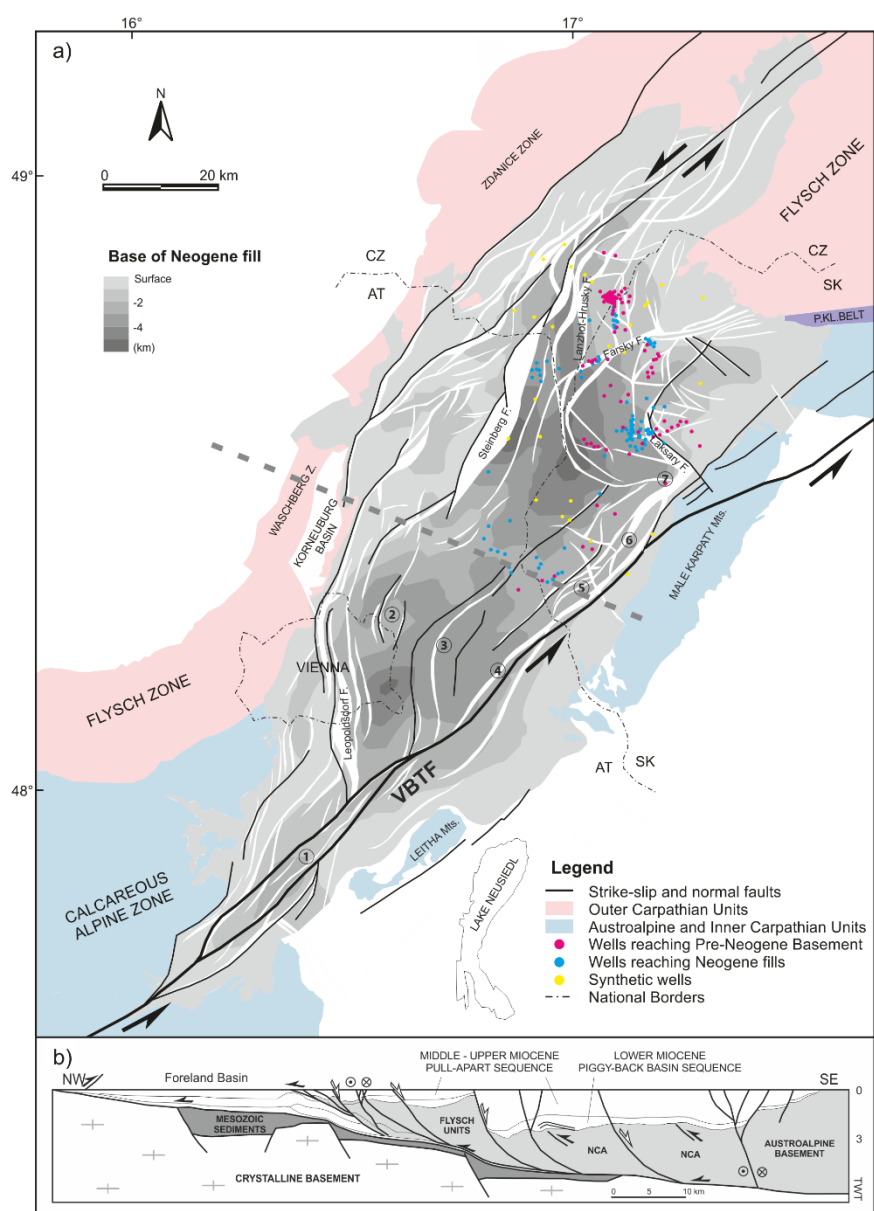 16°
17°
a)
N
0
20 km
49°
ZDANICE ZONE
FLYSCH ZONE
Base of Neogene fill
Surface
-2
-4
(km)
CZ
AT
CZ
SK
P.KL.BELT
Lanzhot-Hrusky F.
Farsky F.
Steinberg F.
Laksary F.
7
WASCHBERG Z.
KORNEUBURG
BASIN
6
MALE KARPATY Mts.
5
2
3
4
VIENNA
FLYSCH ZONE
Leopoldsdorf F.
AT
SK
48°
VBTF
LEITHA Mts.
1
CALCAREOUS
ALPINE ZONE
LAKE NEUSIEDL
Legend
Strike-slip and normal faults
Outer Carpathian Units
Austroalpine and Inner Carpathian Units
Wells reaching Pre-Neogene Basement
Wells reaching Neogene fills
Synthetic wells
National Borders
b)
MIDDLE - UPPER MIOCENE
PULL-APART SEQUENCE
LOWER MIOCENE
PIGGY-BACK BASIN SEQUENCE
NW
Foreland Basin
SE
0
MESOZOIC
SEDIMENTS
FLYSCH
UNITS
NCA
NCA
AUSTROALPINE
BASEMENT
3
CRYSTALLINE BASEMENT
0 5 10 km
TWT